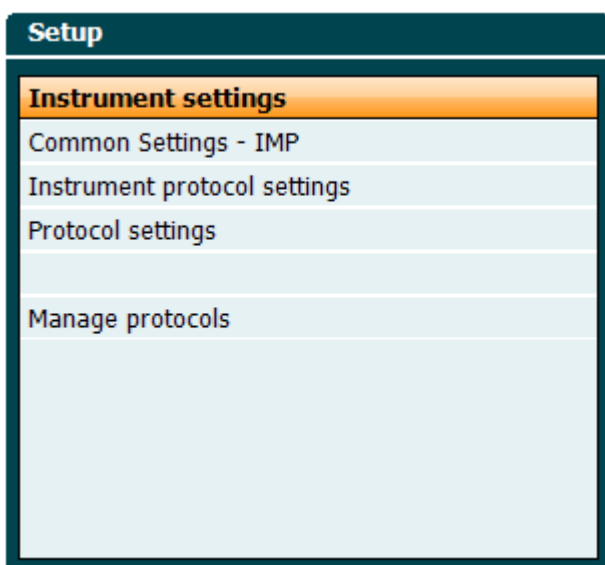 Setup
Instrument settings
Common Settings - IMP
Instrument protocol settings
Protocol settings
Manage protocols